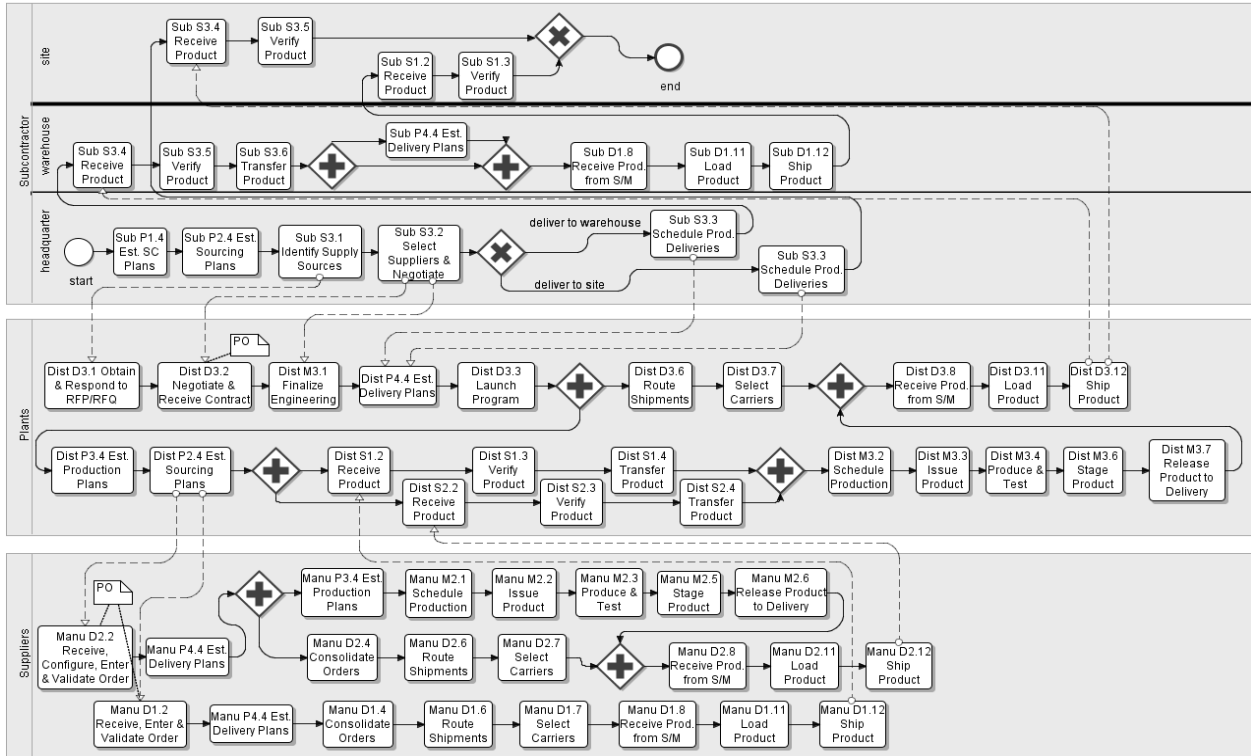 Subcontractor
site
Sub S3.4
Receive
Product
Sub S3.5
Verify
Product
Sub S1.2
Receive
Product
Sub S1.3
Verify
Product
end
warehouse
Sub S3.4
Receive
Product
Sub S3.5
Verify
Product
Sub S3.6
Transfer
Product
Sub P4.4 Est.
Delivery Plans
Sub D1.8
Receive Prod.
from S/M
Sub D1.11
Load
Product
Sub D1.12
Ship
Product
headquarter
start
Sub P1.4
Est. SC
Plans
Sub P2.4 Est.
Sourcing
Plans
Sub S3.1
Identify Supply
Sources
Sub S3.2
Select
Suppliers &
Negotiate
deliver to warehouse
deliver to site
Sub S3.3
Schedule Prod.
Deliveries
Sub S3.3
Schedule Prod.
Deliveries
Plants
PO
Dist D3.1 Obtain
& Respond to
RFP/RFQ
Dist D3.2
Negotiate &
Receive Contract
Dist M3.1
Finalize
Engineering
Dist P4.4 Est.
Delivery Plans
Dist D3.3
Launch
Program
Dist D3.6
Route
Shipments
Dist D3.7
Select
Carriers
Dist D3.8
Receive Prod.
from S/M
Dist D3.11
Load
Product
Dist D3.12
Ship
Product
Dist P3.4 Est.
Production
Plans
Dist P2.4 Est.
Sourcing
Plans
Dist S1.2
Receive
Product
Dist S1.3
Verify
Product
Dist S1.4
Transfer
Product
Dist S2.2
Receive
Product
Dist S2.3
Verify
Product
Dist S2.4
Transfer
Product
Dist M3.2
Schedule
Production
Dist M3.3
Issue
Product
Dist M3.4
Produce &
Test
Dist M3.6
Stage
Product
Dist M3.7
Release
Product to
Delivery
Suppliers
PO
Manu D2.2
Receive,
Configure, Enter
& Validate Order
Manu P4.4 Est.
Delivery Plans
Manu P3.4 Est.
Production
Plans
Manu M2.1
Schedule
Production
Manu M2.2
Issue
Product
Manu M2.3
Produce &
Test
Manu M2.5
Stage
Product
Manu M2.6
Release Product
to Delivery
Manu D2.4
Consolidate
Orders
Manu D2.6
Route
Shipments
Manu D2.7
Select
Carriers
Manu D2.8
Receive Prod.
from S/M
Manu D2.11
Load
Product
Manu D2.12
Ship
Product
Manu D1.2
Receive, Enter &
Validate Order
Manu P4.4 Est.
Delivery Plans
Manu D1.4
Consolidate
Orders
Manu D1.6
Route
Shipments
Manu D1.7
Select
Carriers
Manu D1.8
Receive Prod.
from S/M
Manu D1.11
Load
Product
Manu D1.12
Ship
Product